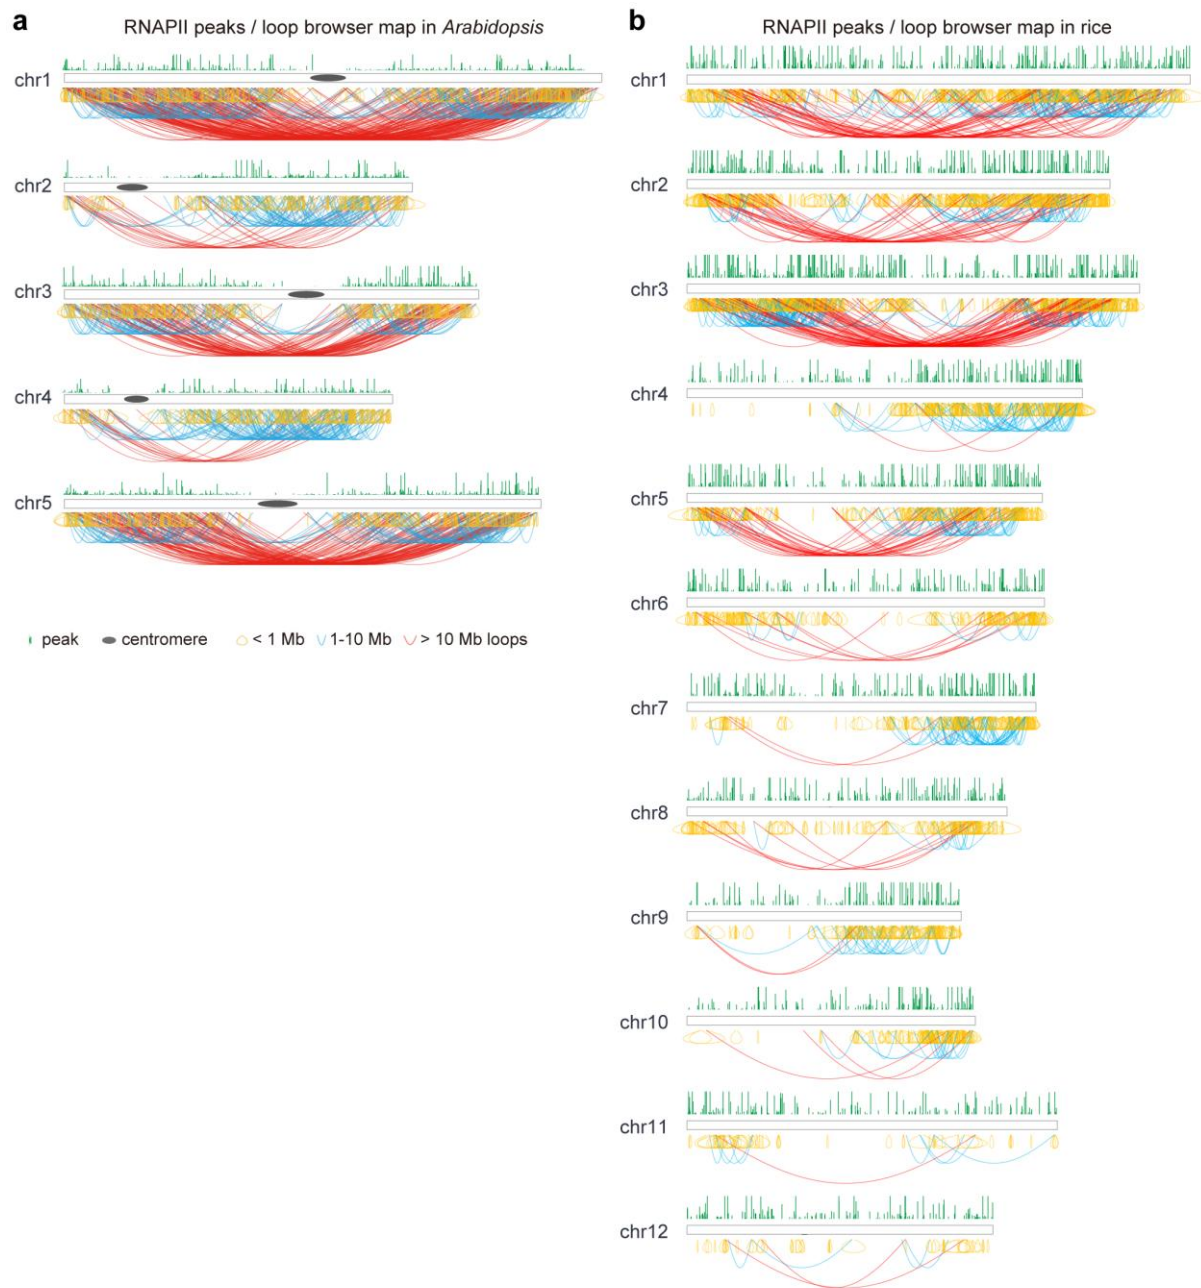 a
RNAPII peaks / loop browser map in Arabidopsis
chr1
chr2
chr3
chr4
chr5
peak centromere < 1 Mb 1-10 Mb > 10 Mb loops
b
RNAPII peaks / loop browser map in rice
chr1
chr2
chr3
chr4
chr5
chr6
chr7
chr8
chr9
chr10
chr11
chr12